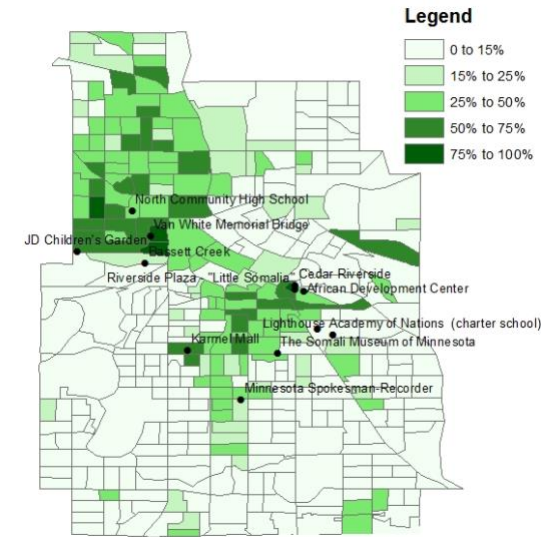 Legend
0 to 15%
15% to 25%
25% to 50%
50% to 75%
75% to 100%
North Community High School
Van White Memorial Bridge
JD Children's Garden
Bassett Creek
Riverside Plaza - "Little Somalia"
Cedar Riverside
African Development Center
Lighthouse Academy of Nations (charter school)
Karmel Mall
The Somali Museum of Minnesota
Minnesota Spokesman-Recorder